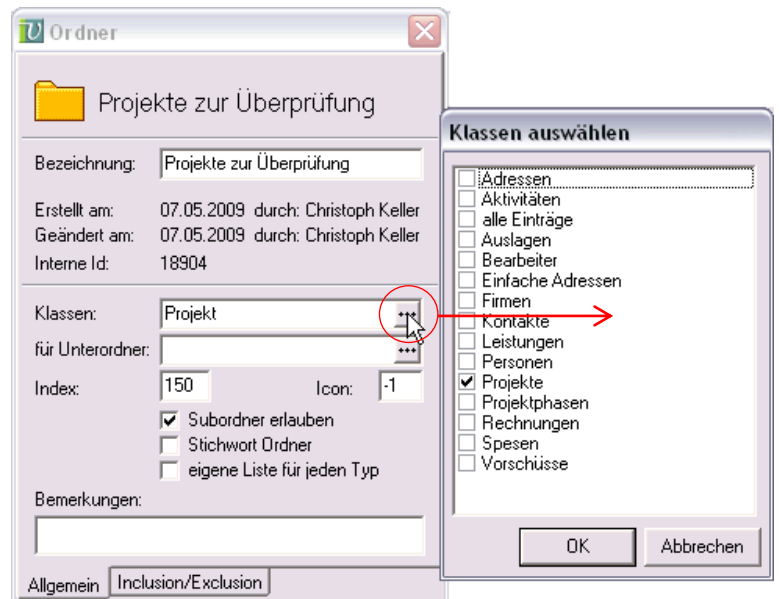 Ordner
Projekte zur Überprüfung
Bezeichnung: Projekte zur Überprüfung
Erstellt am: 07.05.2009 durch: Christoph Keller
Geändert am: 07.05.2009 durch: Christoph Keller
Interne Id: 18904
Klassen: Projekt
für Unterordner:
Index: 150 Icon: -1
Subordner erlauben
Stichwort Ordner
eigene Liste für jeden Typ
Bemerkungen:
Allgemein Inclusion/Exclusion
Klassen auswählen
Adressen
Aktivitäten
alle Einträge
Auslagen
Bearbeiter
Einfache Adressen
Firmen
Kontakte
Leistungen
Personen
Projekte
Projektphasen
Rechnungen
Spesen
Vorschüsse
OK Abbrechen